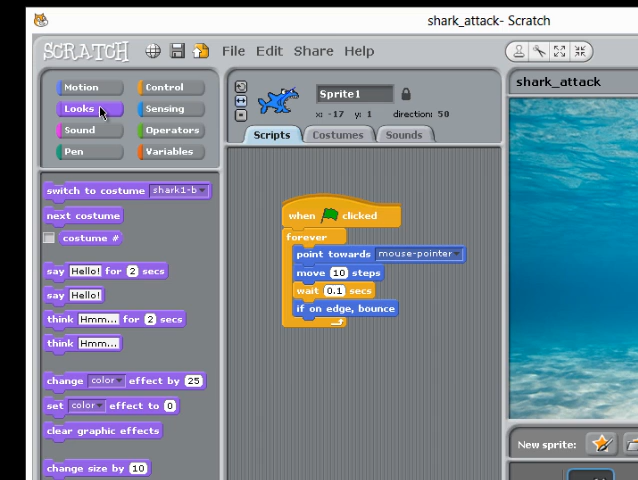 shark_attack- Scratch
SCRATCH File Edit Share Help
Motion Control
Looks Sensing
Sound Operators
Pen Variables
Sprite1
x: -17 y: 1 direction: 50
Scripts Costumes Sounds
shark_attack
switch to costume shark1-b
next costume
costume #
say Hello! for 2 secs
say Hello!
think Hmm... for 2 secs
think Hmm...
change color effect by 25
set color effect to 0
clear graphic effects
change size by 10
when clicked
forever
point towards mouse-pointer
move 10 steps
wait 0.1 secs
if on edge, bounce
New sprite: